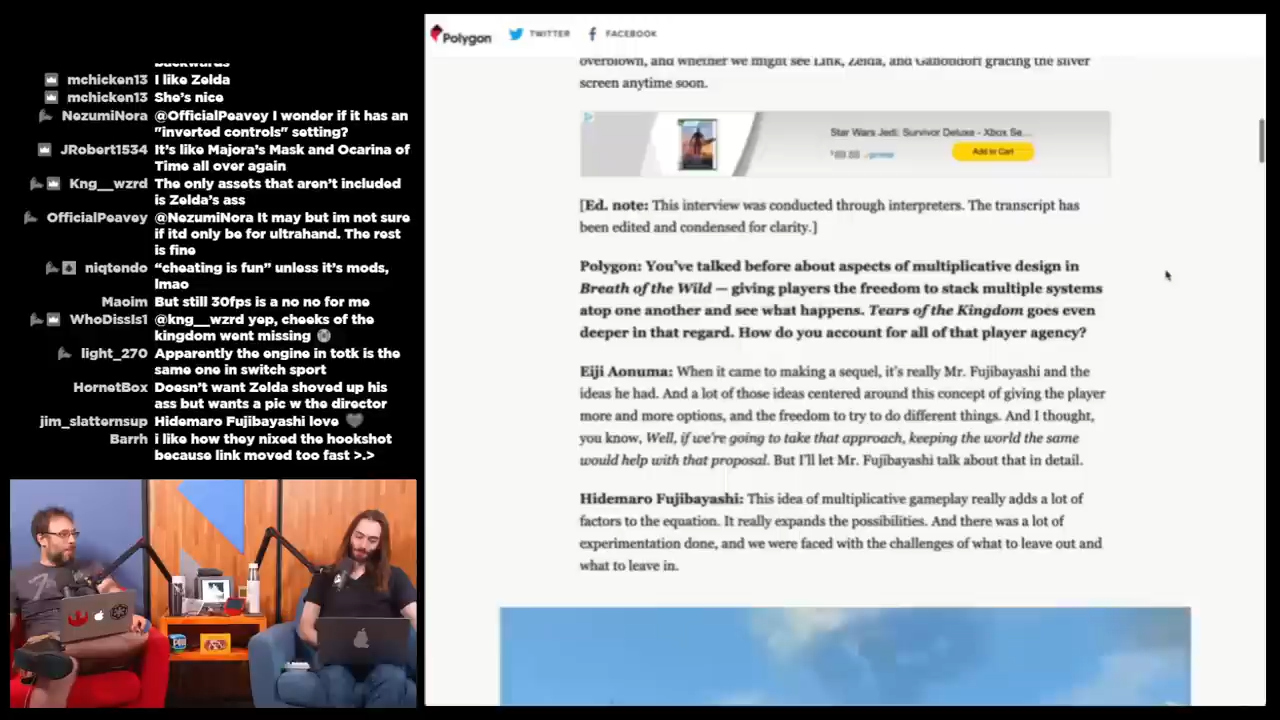 Backwards
mchicken13 I like Zelda
mchicken13 She's nice
NezumiNora @OfficialPeavey I wonder if it has an
"inverted controls" setting?
JRobert1534 It's like Majora's Mask and Ocarina of
Time all over again
Kng__wzrd The only assets that aren't included
is Zelda's ass
OfficialPeavey @NezumiNora It may but im not sure
if itd only be for ultrahand. The rest
is fine
niqtendo “cheating is fun” unless it’s mods,
lmao
Maoim But still 30fps is a no no for me
WhoDissIs1 @kng__wzrd yep, cheeks of the
kingdom went missing
light_270 Apparently the engine in totk is the
same one in switch sport
HornetBox Doesn't want Zelda shoved up his
ass but wants a pic w the director
jim_slatternsup Hidemaro Fujibayashi love
Barrh i like how they nixed the hookshot
because link moved too fast >.>
Polygon TWITTER FACEBOOK
overblown, and whether we might see Link, Zelda, and Ganondorf gracing the silver
screen anytime soon.
Star Wars Jedi: Survivor Deluxe - Xbox Se...
prime Add to Cart
[Ed. note: This interview was conducted through interpreters. The transcript has
been edited and condensed for clarity.]
Polygon: You’ve talked before about aspects of multiplicative design in
Breath of the Wild — giving players the freedom to stack multiple systems
atop one another and see what happens. Tears of the Kingdom goes even
deeper in that regard. How do you account for all of that player agency?
Eiji Aonuma: When it came to making a sequel, it’s really Mr. Fujibayashi and the
ideas he had. And a lot of those ideas centered around this concept of giving the player
more and more options, and the freedom to try to do different things. And I thought,
you know, Well, if we’re going to take that approach, keeping the world the same
would help with that proposal. But I’ll let Mr. Fujibayashi talk about that in detail.
Hidemaro Fujibayashi: This idea of multiplicative gameplay really adds a lot of
factors to the equation. It really expands the possibilities. And there was a lot of
experimentation done, and we were faced with the challenges of what to leave out and
what to leave in.